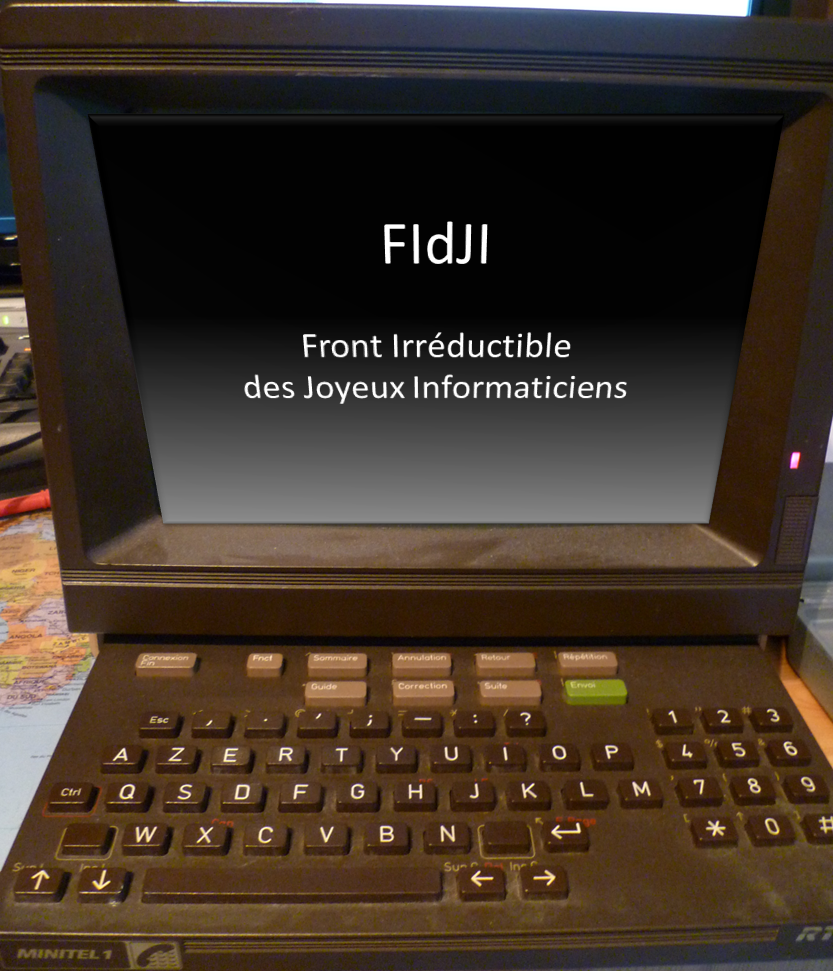 FIdJI
Front Irréductible
des Joyeux Informaticiens
Connexion Fin Fnct Sommaire Annulation Retour Répétition
Guide Correction Suite Envoi
Esc , . ' ; - : ? 1 2 3
A Z E R T Y U I O P 4 5 6
Ctrl Q S D F G H J K L M 7 8 9
W X C V B N ↵ * 0 #
↑ ↓ ← →
MINITEL 1
ANGOLA